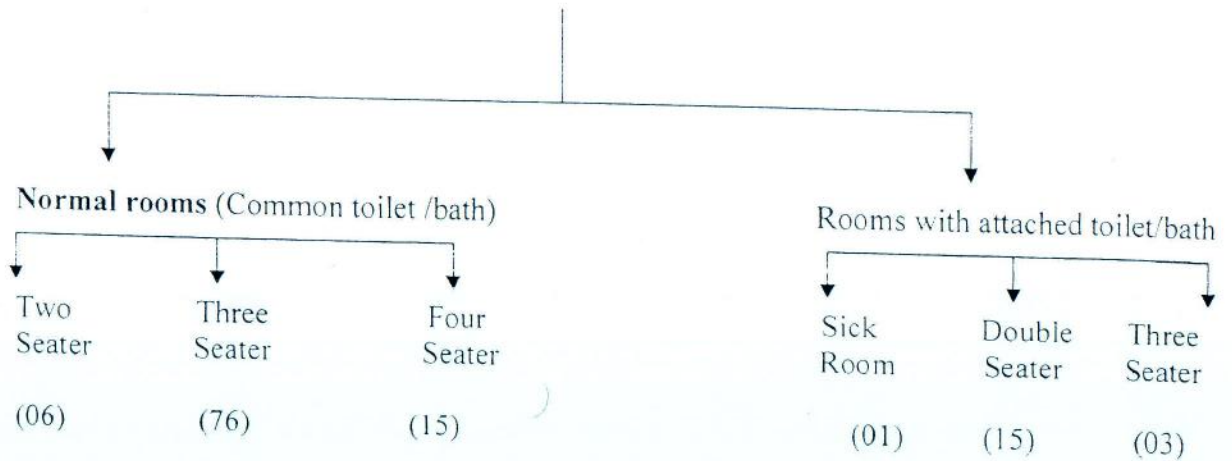 Normal rooms (Common toilet /bath)
Rooms with attached toilet/bath
Two
Seater
(06)
Three
Seater
(76)
Four
Seater
(15)
Sick
Room
(01)
Double
Seater
(15)
Three
Seater
(03)